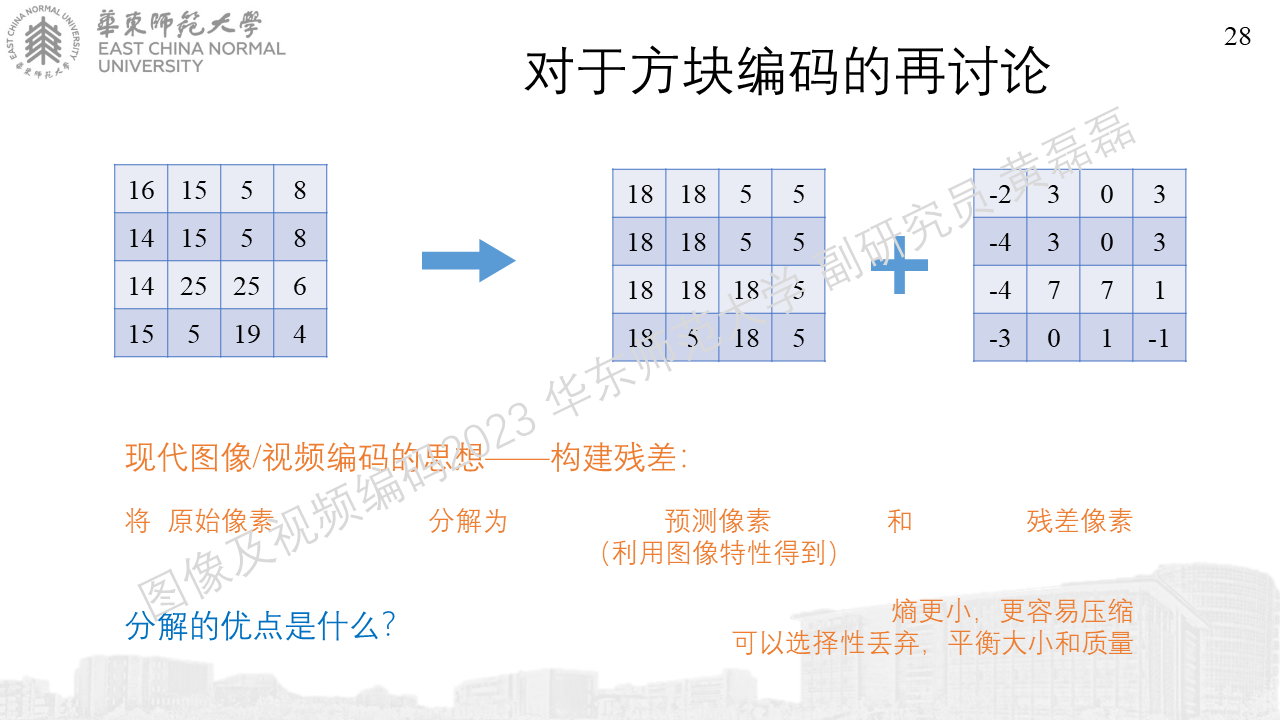 華東師範大學
EAST CHINA NORMAL
UNIVERSITY
EAST CHINA NORMAL UNIVERSITY
華東师范大学
28
对于方块编码的再讨论
16 15 5 8
14 15 5 8
14 25 25 6
15 5 19 4
18 18 5 5
18 18 5 5
18 18 18 5
18 5 18 5
-2 3 0 3
-4 3 0 3
-4 7 7 1
-3 0 1 -1
现代图像/视频编码的思想——构建残差：
将 原始像素 分解为 预测像素 和 残差像素
（利用图像特性得到）
分解的优点是什么？
熵更小，更容易压缩
可以选择性丢弃，平衡大小和质量
图像及视频编码2023 华东师范大学 副研究员 黄磊磊